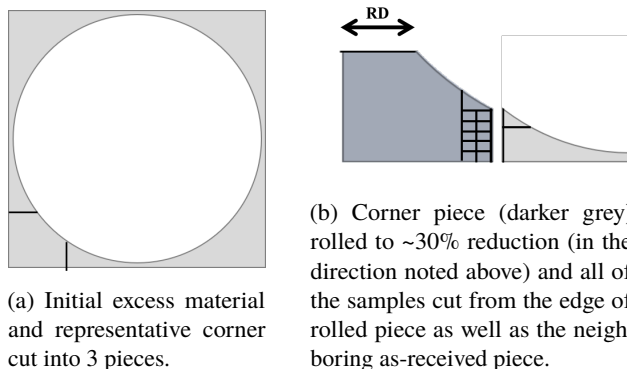 RD
(a) Initial excess material
and representative corner
cut into 3 pieces.
(b) Corner piece (darker grey)
rolled to ~30% reduction (in the
direction noted above) and all of
the samples cut from the edge of
rolled piece as well as the neigh
boring as-received piece.